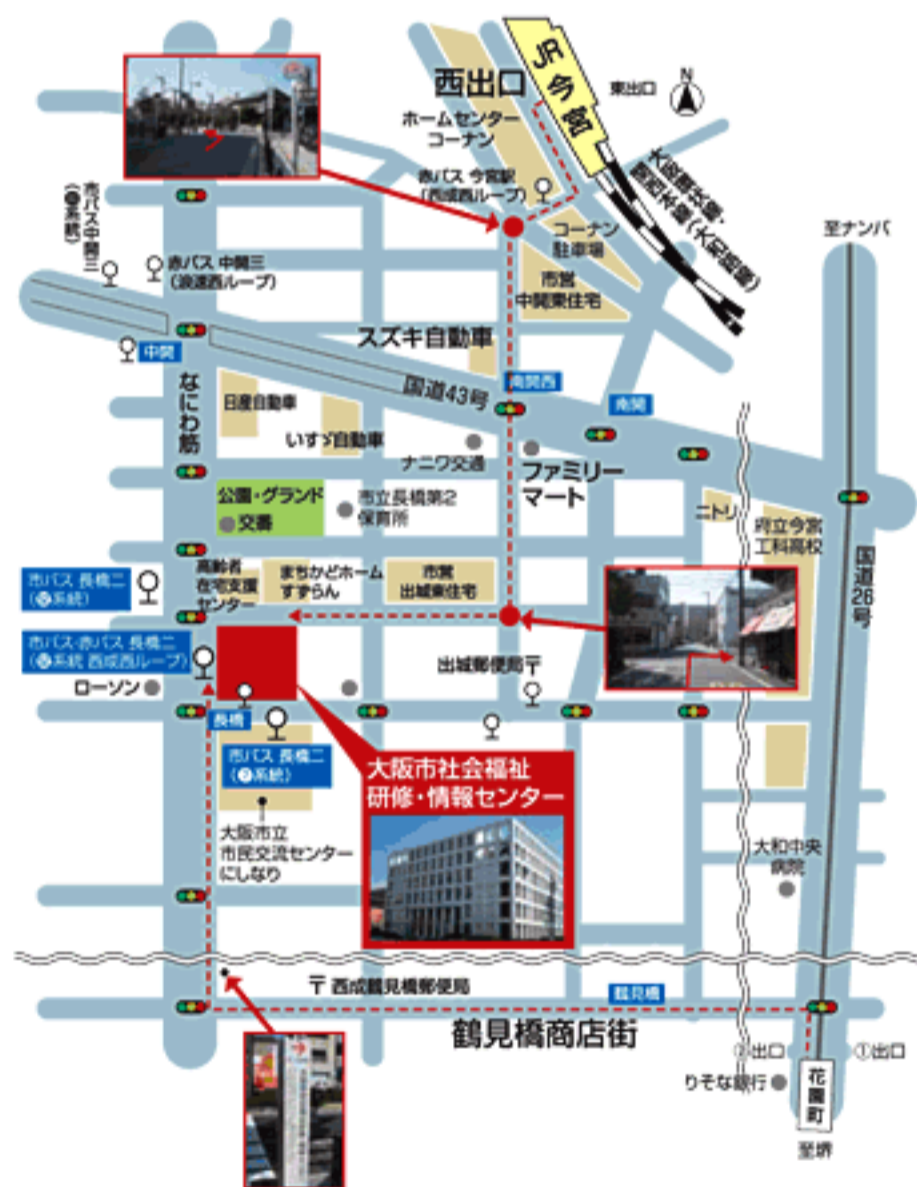 JR今宮
西出口
東出口
N
ホームセンター
コーナン
赤バス 今宮駅
(西成西ループ)
至ナンバ
コーナン
駐車場
市営
中開東住宅
市バス中開三
赤バス 中開三
(浪速西ループ)
中開
スズキ自動車
国道43号
南開西
南開
なにわ筋
日産自動車
いすゞ自動車
ナニワ交通
ファミリー
マート
公園・グランド
交番
市立長橋第2
保育所
ニトリ
府立今宮
工科高校
国道26号
高齢者
在宅支援
センター
まちかどホーム
すずらん
市営
出城東住宅
市バス 長橋二
市バス・赤バス 長橋二
西成西ループ)
ローソン
出城郵便局〒
長橋
市バス 長橋二
(❼系統)
大阪市社会福祉
研修・情報センター
大阪市立
市民交流センター
にしなり
大和中央
病院
〒西成鶴見橋郵便局
鶴見橋
鶴見橋商店街
②出口
①出口
りそな銀行
花園町
至堺